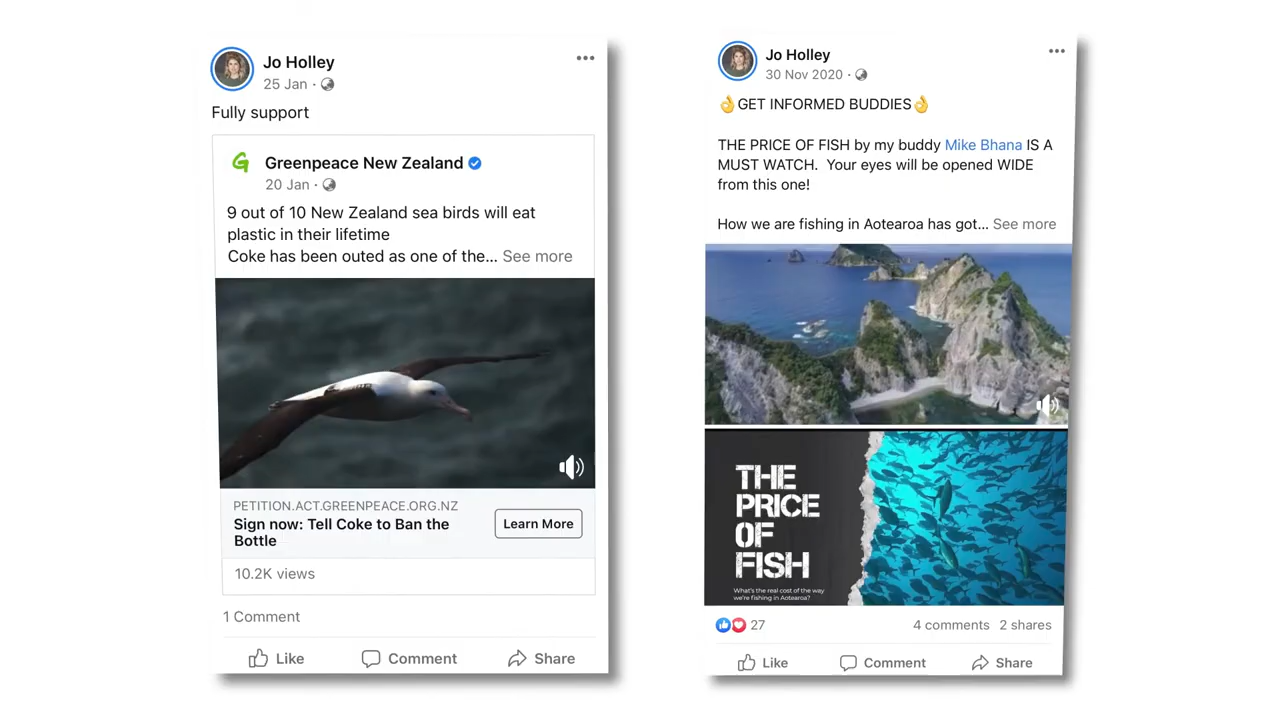 Jo Holley
25 Jan ·
Fully support
Greenpeace New Zealand
20 Jan ·
9 out of 10 New Zealand sea birds will eat
plastic in their lifetime
Coke has been outed as one of the... See more
PETITION.ACT.GREENPEACE.ORG.NZ
Sign now: Tell Coke to Ban the
Bottle
Learn More
10.2K views
1 Comment
Like
Comment
Share
Jo Holley
30 Nov 2020 ·
👌GET INFORMED BUDDIES👌
THE PRICE OF FISH by my buddy Mike Bhana IS A
MUST WATCH. Your eyes will be opened WIDE
from this one!
How we are fishing in Aotearoa has got... See more
THE
PRICE
OF
FISH
What's the real cost of the way
we're fishing in Aotearoa?
27
4 comments 2 shares
Like
Comment
Share